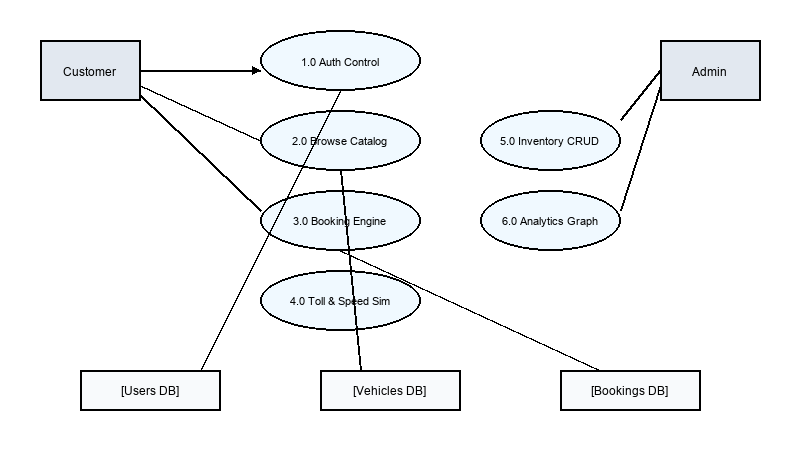 Customer
1.0 Auth Control
Admin
2.0 Browse Catalog
5.0 Inventory CRUD
3.0 Booking Engine
6.0 Analytics Graph
4.0 Toll & Speed Sim
[Users DB]
[Vehicles DB]
[Bookings DB]